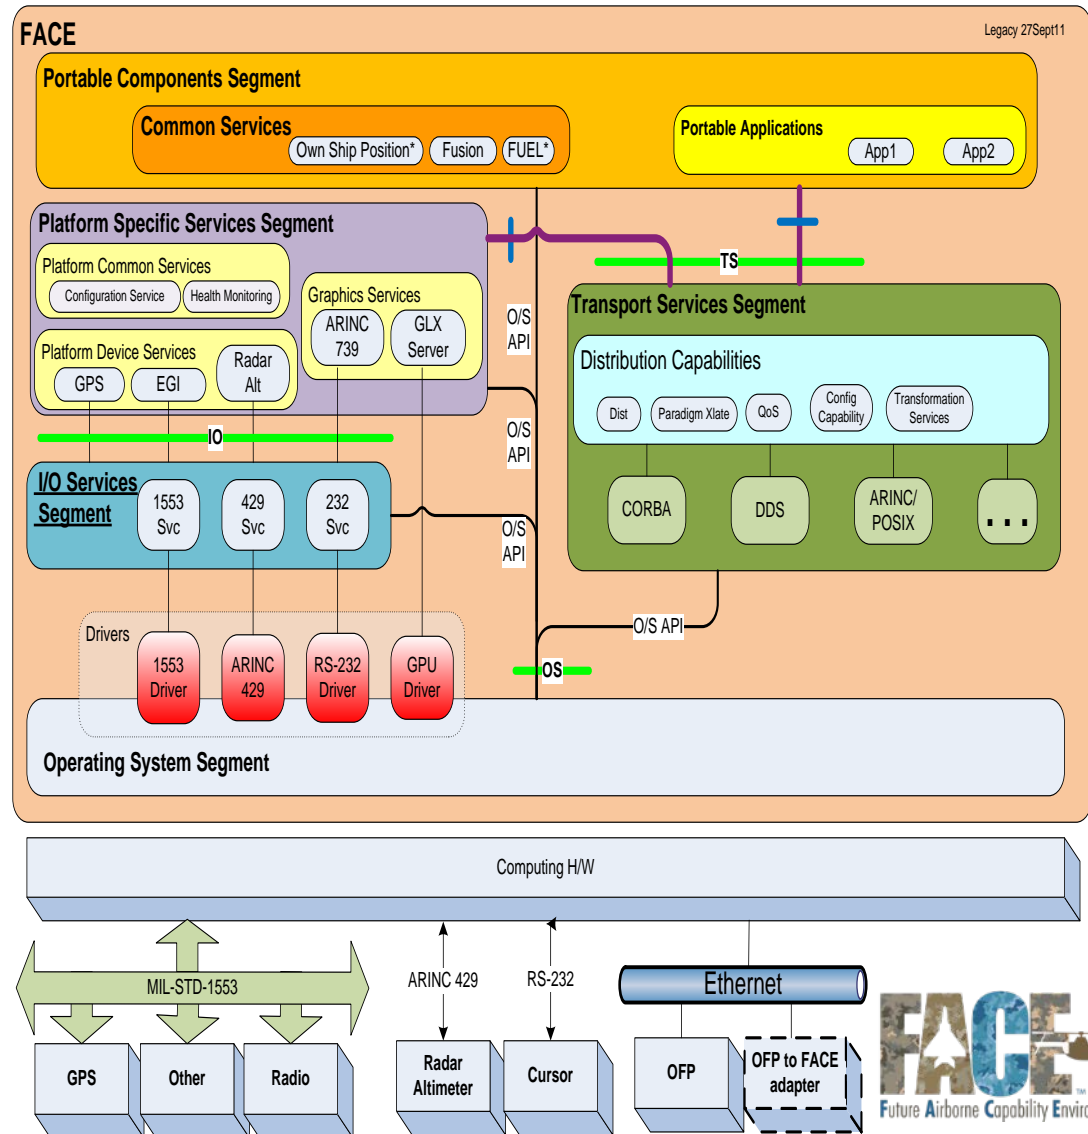 FACE
Legacy 27Sept11
Portable Components Segment
Common Services
Own Ship Position*
Fusion
FUEL*
Portable Applications
App1
App2
Platform Specific Services Segment
Platform Common Services
Configuration Service
Health Monitoring
Graphics Services
ARINC
739
GLX
Server
Platform Device Services
GPS
EGI
Radar
Alt
O/S
API
TS
Transport Services Segment
Distribution Capabilities
Dist
Paradigm Xlate
QoS
Config
Capability
Transformation
Services
CORBA
DDS
ARINC/
POSIX
...
IO
O/S
API
I/O Services
Segment
1553
Svc
429
Svc
232
Svc
O/S
API
O/S API
Drivers
1553
Driver
ARINC
429
RS-232
Driver
GPU
Driver
OS
Operating System Segment
Computing H/W
MIL-STD-1553
ARINC 429
RS-232
Ethernet
GPS
Other
Radio
Radar
Altimeter
Cursor
OFP
OFP to FACE
adapter
FACE
TM
Future Airborne Capability Enviro